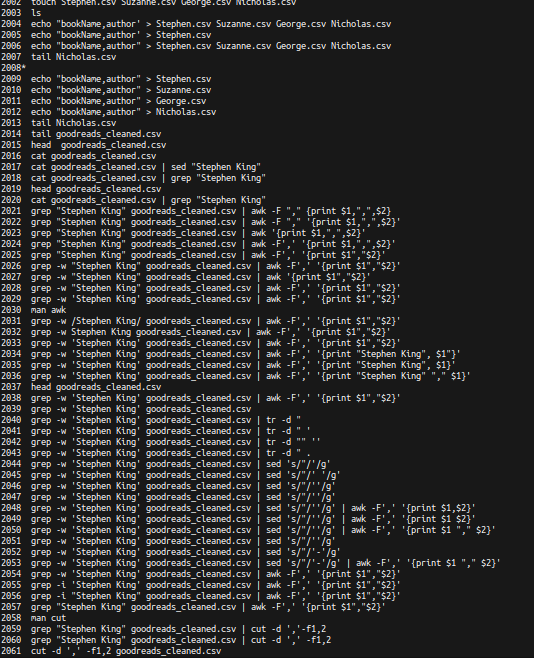 2002 touch Stephen.csv Suzanne.csv George.csv Nicholas.csv
2003 ls
2004 echo "bookName,author' > Stephen.csv Suzanne.csv George.csv Nicholas.csv
2005 echo "bookName,author' > Stephen.csv
2006 echo "bookName,author" > Stephen.csv Suzanne.csv George.csv Nicholas.csv
2007 tail Nicholas.csv
2008*
2009 echo "bookName,author" > Stephen.csv
2010 echo "bookName,author" > Suzanne.csv
2011 echo "bookName,author" > George.csv
2012 echo "bookName,author" > Nicholas.csv
2013 tail Nicholas.csv
2014 tail goodreads_cleaned.csv
2015 head  goodreads_cleaned.csv
2016 cat goodreads_cleaned.csv
2017 cat goodreads_cleaned.csv | sed "Stephen King"
2018 cat goodreads_cleaned.csv | grep "Stephen King"
2019 head goodreads_cleaned.csv
2020 cat goodreads_cleaned.csv | grep "Stephen King"
2021 grep "Stephen King" goodreads_cleaned.csv | awk -F "," {print $1,",",$2}
2022 grep "Stephen King" goodreads_cleaned.csv | awk -F "," '{print $1,",",$2}'
2023 grep "Stephen King" goodreads_cleaned.csv | awk '{print $1,",",$2}'
2024 grep "Stephen King" goodreads_cleaned.csv | awk -F',' '{print $1,",",$2}
2025 grep "Stephen King" goodreads_cleaned.csv | awk -F',' '{print $1","$2}'
2026 grep -w "Stephen King" goodreads_cleaned.csv | awk -F',' '{print $1","$2}'
2027 grep -w "Stephen King" goodreads_cleaned.csv | awk '{print $1","$2}'
2028 grep -w "Stephen King" goodreads_cleaned.csv | awk -F',' '{print $1","$2}'
2029 grep -w 'Stephen King' goodreads_cleaned.csv | awk -F',' '{print $1","$2}'
2030 man awk
2031 grep -w /Stephen King/ goodreads_cleaned.csv | awk -F',' '{print $1","$2}'
2032 grep -w Stephen King goodreads_cleaned.csv | awk -F',' '{print $1","$2}'
2033 grep -w 'Stephen King' goodreads_cleaned.csv | awk -F',' '{print $1","$2}'
2034 grep -w 'Stephen King' goodreads_cleaned.csv | awk -F',' '{print "Stephen King", $1"}'
2035 grep -w 'Stephen King' goodreads_cleaned.csv | awk -F',' '{print "Stephen King", $1}'
2036 grep -w 'Stephen King' goodreads_cleaned.csv | awk -F',' '{print "Stephen King" "," $1}'
2037 head goodreads_cleaned.csv
2038 grep -w 'Stephen King' goodreads_cleaned.csv | awk -F',' '{print $1","$2}'
2039 grep -w 'Stephen King' goodreads_cleaned.csv
2040 grep -w 'Stephen King' goodreads_cleaned.csv | tr -d "
2041 grep -w 'Stephen King' goodreads_cleaned.csv | tr -d " '
2042 grep -w 'Stephen King' goodreads_cleaned.csv | tr -d "" ''
2043 grep -w 'Stephen King' goodreads_cleaned.csv | tr -d " .
2044 grep -w 'Stephen King' goodreads_cleaned.csv | sed 's/"/'/g'
2045 grep -w 'Stephen King' goodreads_cleaned.csv | sed 's/"/' '/g'
2046 grep -w 'Stephen King' goodreads_cleaned.csv | sed 's/"/''/g'
2047 grep -w 'Stephen King' goodreads_cleaned.csv | sed 's/"/''/g'
2048 grep -w 'Stephen King' goodreads_cleaned.csv | sed 's/"/''/g' | awk -F',' '{print $1,$2}'
2049 grep -w 'Stephen King' goodreads_cleaned.csv | sed 's/"/''/g' | awk -F',' '{print $1 $2}'
2050 grep -w 'Stephen King' goodreads_cleaned.csv | sed 's/"/''/g' | awk -F',' '{print $1 "," $2}'
2051 grep -w 'Stephen King' goodreads_cleaned.csv | sed 's/"/''/g'
2052 grep -w 'Stephen King' goodreads_cleaned.csv | sed 's/"/'-'/g'
2053 grep -w 'Stephen King' goodreads_cleaned.csv | sed 's/"/'-'/g' | awk -F',' '{print $1 "," $2}'
2054 grep -w 'Stephen King' goodreads_cleaned.csv | awk -F',' '{print $1","$2}'
2055 grep -i 'Stephen King' goodreads_cleaned.csv | awk -F',' '{print $1","$2}'
2056 grep -i "Stephen King" goodreads_cleaned.csv | awk -F',' '{print $1","$2}'
2057 grep "Stephen King" goodreads_cleaned.csv | awk -F',' '{print $1","$2}'
2058 man cut
2059 grep "Stephen King" goodreads_cleaned.csv | cut -d ','-f1,2
2060 grep "Stephen King" goodreads_cleaned.csv | cut -d ',' -f1,2
2061 cut -d ',' -f1,2 goodreads_cleaned.csv